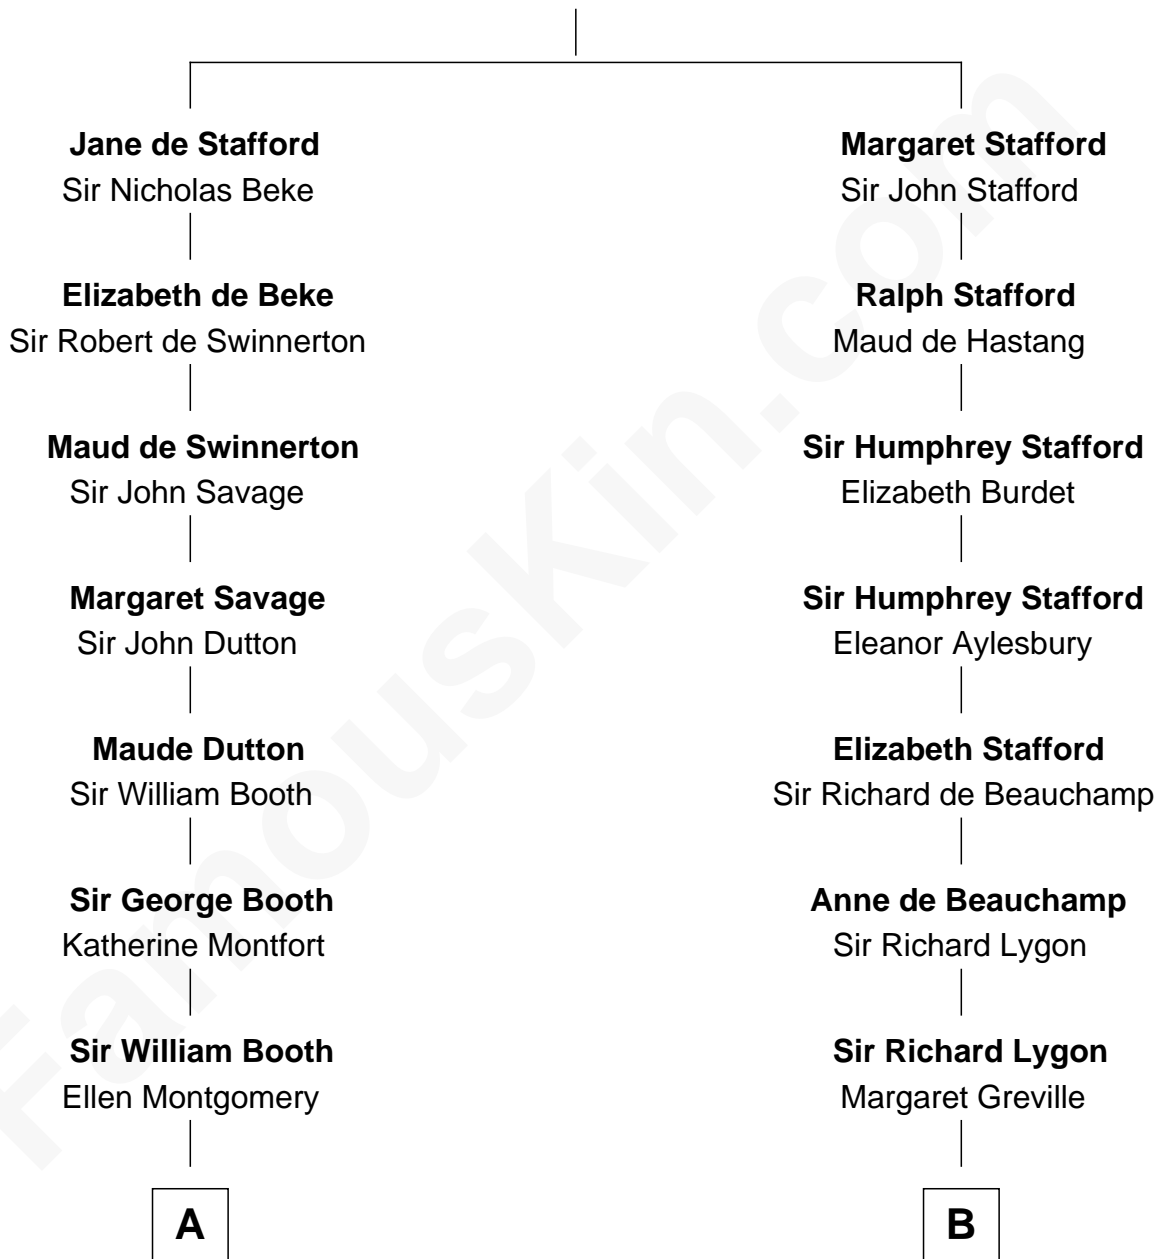 Jane de Stafford
Sir Nicholas Beke
Elizabeth de Beke
Sir Robert de Swinnerton
Maud de Swinnerton
Sir John Savage
Margaret Savage
Sir John Dutton
Maude Dutton
Sir William Booth
Sir George Booth
Katherine Montfort
Sir William Booth
Ellen Montgomery
A
Margaret Stafford
Sir John Stafford
Ralph Stafford
Maud de Hastang
Sir Humphrey Stafford
Elizabeth Burdet
Sir Humphrey Stafford
Eleanor Aylesbury
Elizabeth Stafford
Sir Richard de Beauchamp
Anne de Beauchamp
Sir Richard Lygon
Sir Richard Lygon
Margaret Greville
B
FamousKin.com